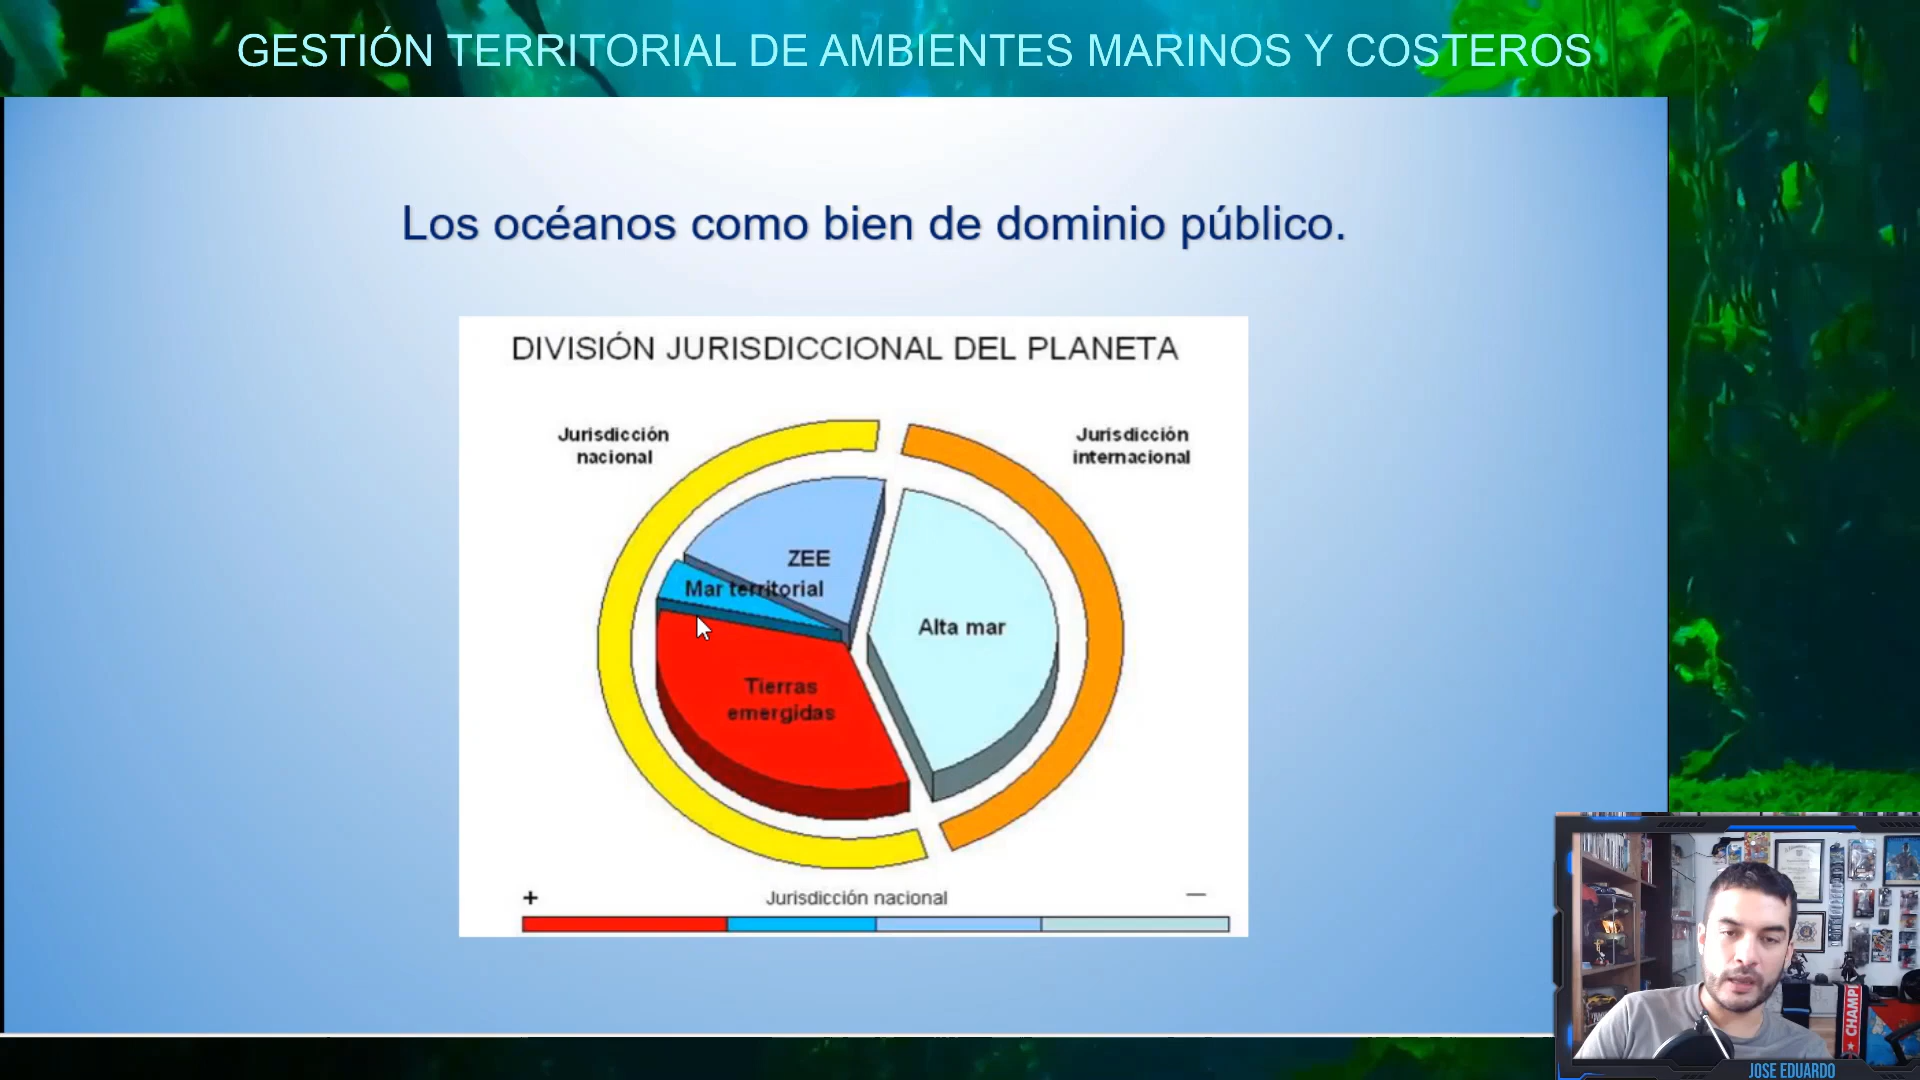 GESTIÓN TERRITORIAL DE AMBIENTES MARINOS Y COSTEROS
Los océanos como bien de dominio público.
DIVISIÓN JURISDICCIONAL DEL PLANETA
Jurisdicción
nacional
Jurisdicción
internacional
ZEE
Mar territorial
Alta mar
Tierras
emergidas
+
Jurisdicción nacional
—
CHAMPI
JOSE EDUARDO